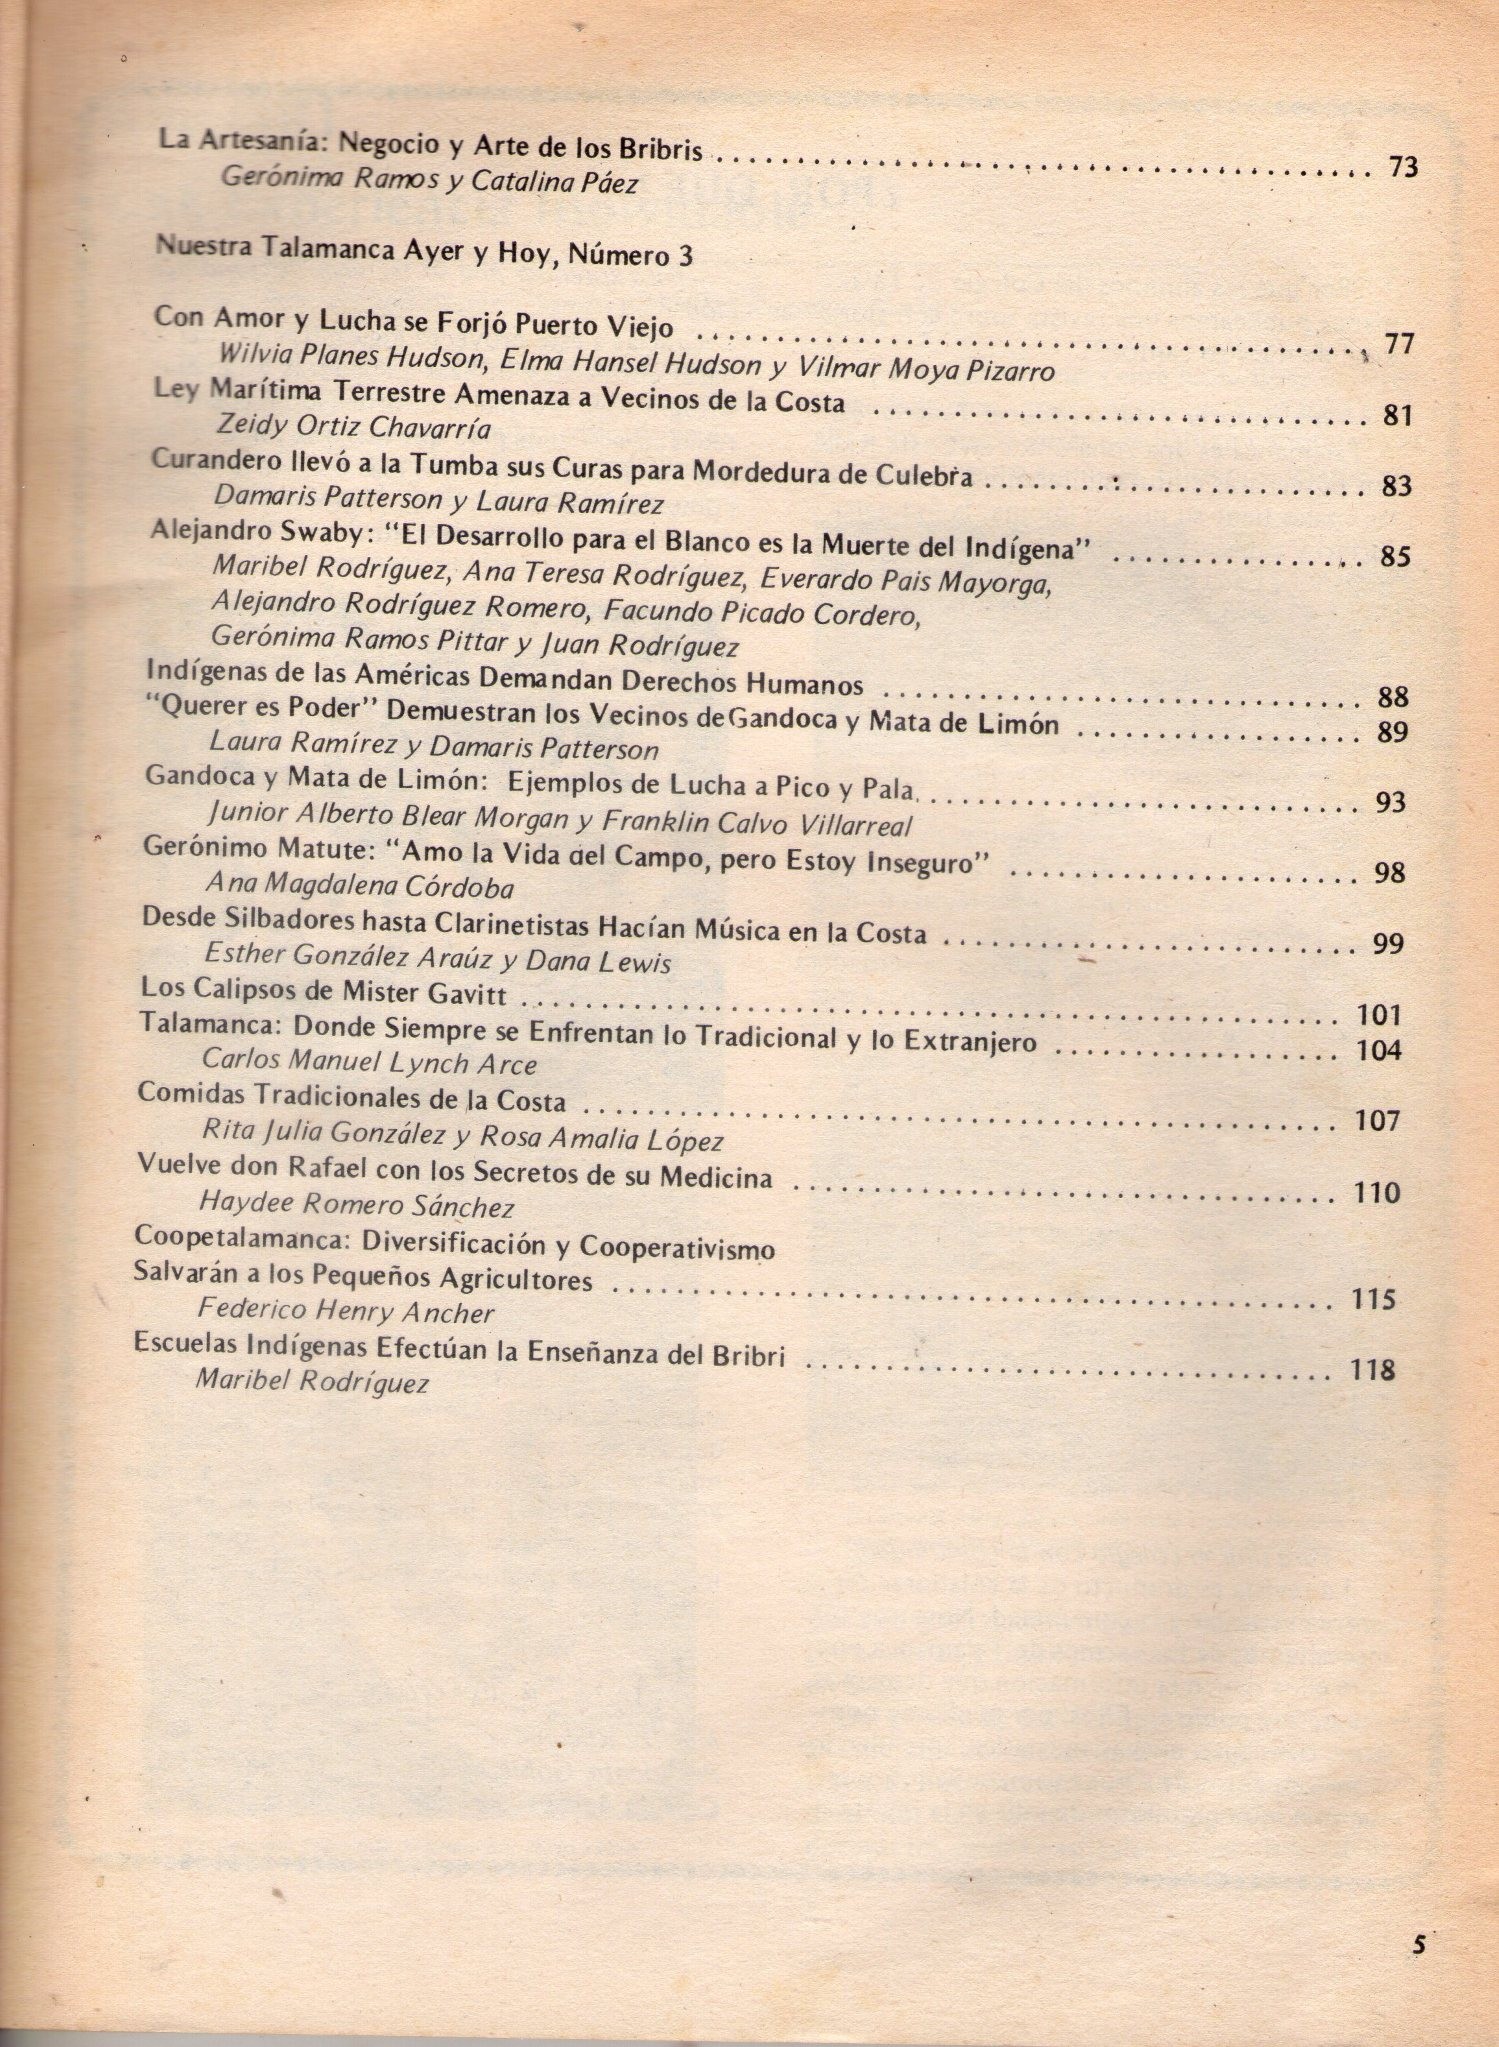 La Artesanía: Negocio y Arte de los Bribris ........................................ 73
Gerónima Ramos y Catalina Páez
Nuestra Talamanca Ayer y Hoy, Número 3
Con Amor y Lucha se Forjó Puerto Viejo ........................................ 77
Wilvia Planes Hudson, Elma Hansel Hudson y Vilmar Moya Pizarro
Ley Marítima Terrestre Amenaza a Vecinos de la Costa ............................... 81
Zeidy Ortiz Chavarría
Curandero llevó a la Tumba sus Curas para Mordedura de Culebra ........................ 83
Damaris Patterson y Laura Ramírez
Alejandro Swaby: “El Desarrollo para el Blanco es la Muerte del Indígena” ................ 85
Maribel Rodríguez, Ana Teresa Rodríguez, Everardo Pais Mayorga,
Alejandro Rodríguez Romero, Facundo Picado Cordero,
Gerónima Ramos Pittar y Juan Rodríguez
Indígenas de las Américas Demandan Derechos Humanos .............................. 88
“Querer es Poder” Demuestran los Vecinos de Gandoca y Mata de Limón .................. 89
Laura Ramírez y Damaris Patterson
Gandoca y Mata de Limón: Ejemplos de Lucha a Pico y Pala ........................... 93
Junior Alberto Blear Morgan y Franklin Calvo Villarreal
Gerónimo Matute: “Amo la Vida del Campo, pero Estoy Inseguro” ...................... 98
Ana Magdalena Córdoba
Desde Silbadores hasta Clarinetistas Hacían Música en la Costa .......................... 99
Esther González Araúz y Dana Lewis
Los Calipsos de Mister Gavitt .................................................. 101
Talamanca: Donde Siempre se Enfrentan lo Tradicional y lo Extranjero .................. 104
Carlos Manuel Lynch Arce
Comidas Tradicionales de la Costa .............................................. 107
Rita Julia González y Rosa Amalia López
Vuelve don Rafael con los Secretos de su Medicina .................................. 110
Haydee Romero Sánchez
Coopetalamanca: Diversificación y Cooperativismo
Salvarán a los Pequeños Agricultores ............................................. 115
Federico Henry Ancher
Escuelas Indígenas Efectúan la Enseñanza del Bribri ................................. 118
Maribel Rodríguez
5